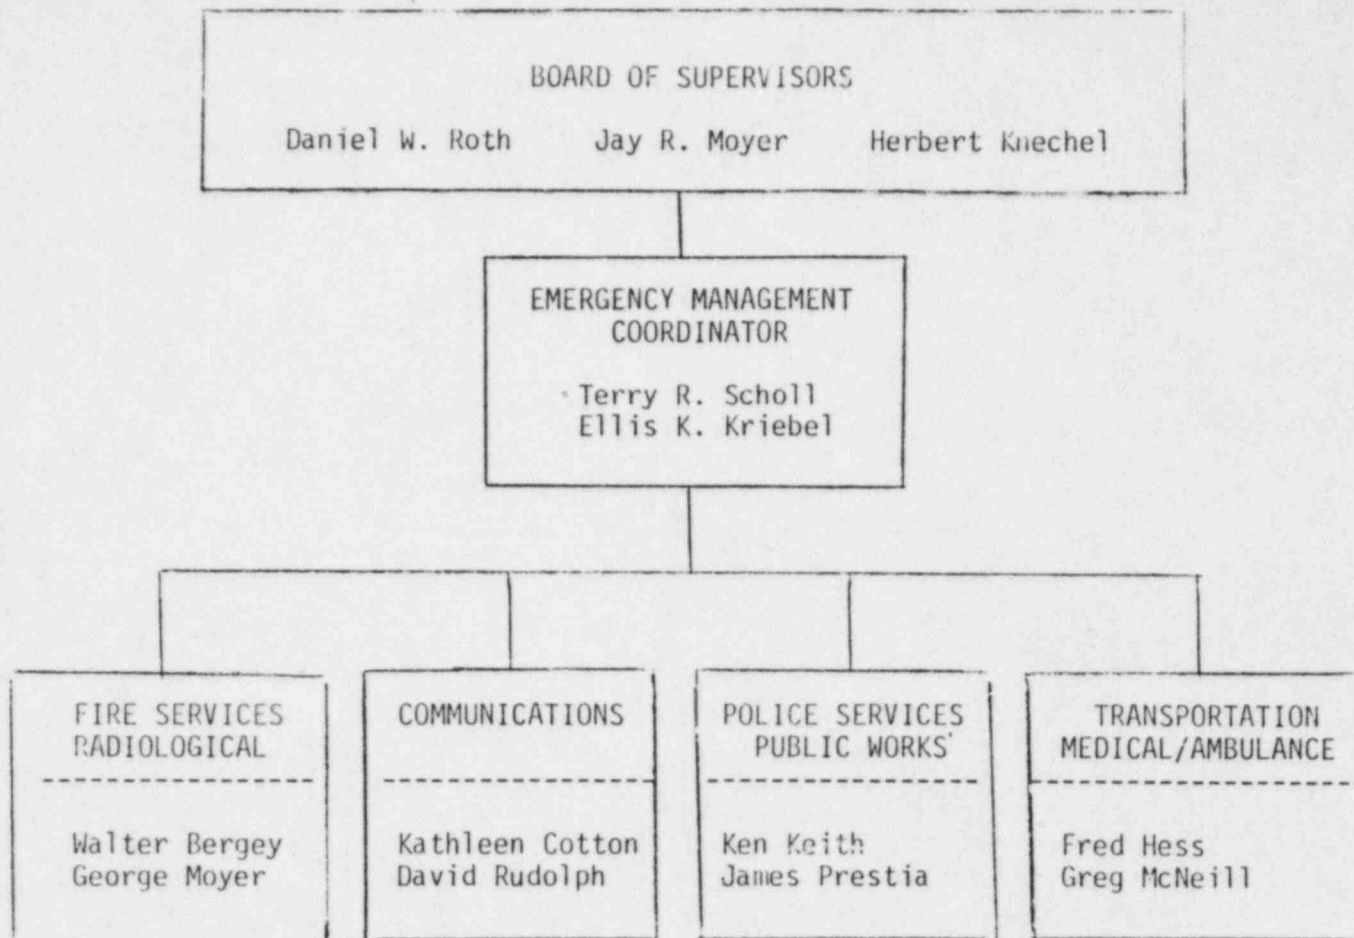 BOARD OF SUPERVISORS
Daniel W. Roth Jay R. Moyer Herbert Knechel
EMERGENCY MANAGEMENT
COORDINATOR
Terry R. Scholl
Ellis K. Kriebel
FIRE SERVICES
RADIOLOGICAL
Walter Bergey
George Moyer
COMMUNICATIONS
Kathleen Cotton
David Rudolph
POLICE SERVICES
PUBLIC WORKS
Ken Keith
James Prestia
TRANSPORTATION
MEDICAL/AMBULANCE
Fred Hess
Greg McNeill